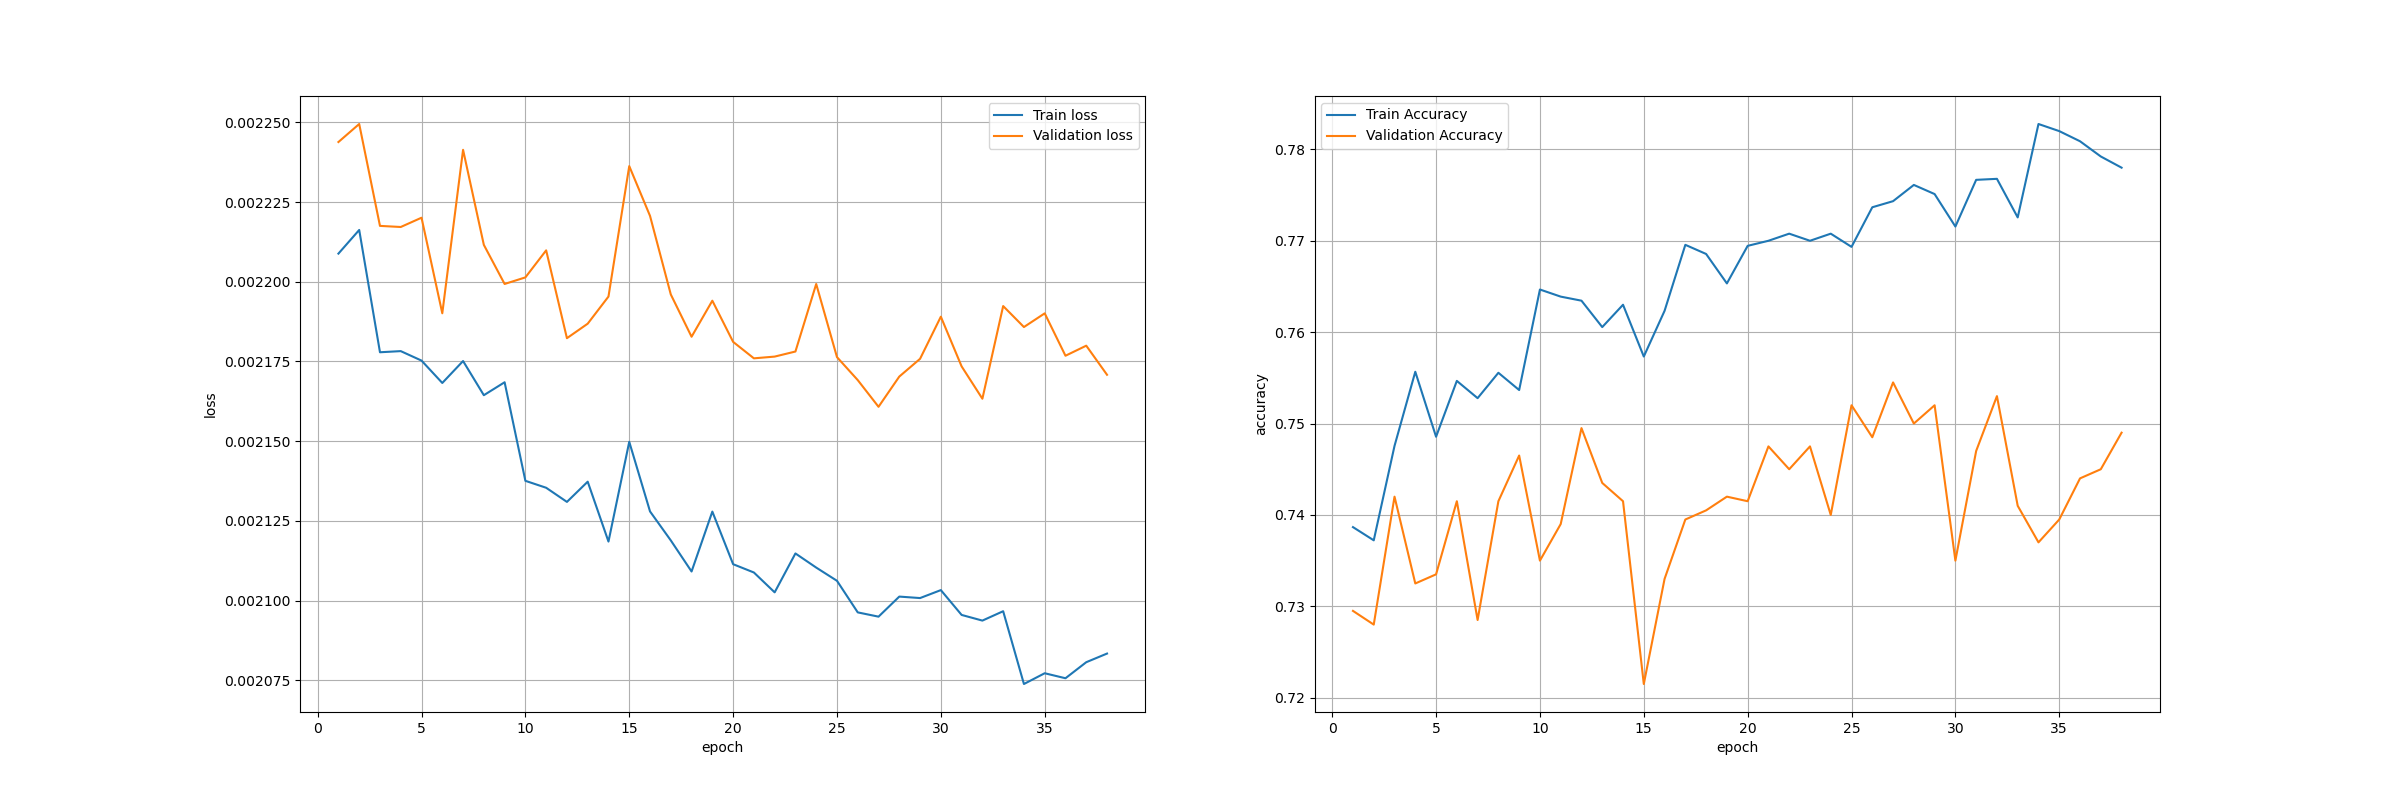 Train loss
Validation loss
0.002250
0.002225
0.002200
0.002175
0.002150
0.002125
0.002100
0.002075
loss
0 5 10 15 20 25 30 35
epoch
Train Accuracy
Validation Accuracy
0.78
0.77
0.76
0.75
0.74
0.73
0.72
accuracy
0 5 10 15 20 25 30 35
epoch